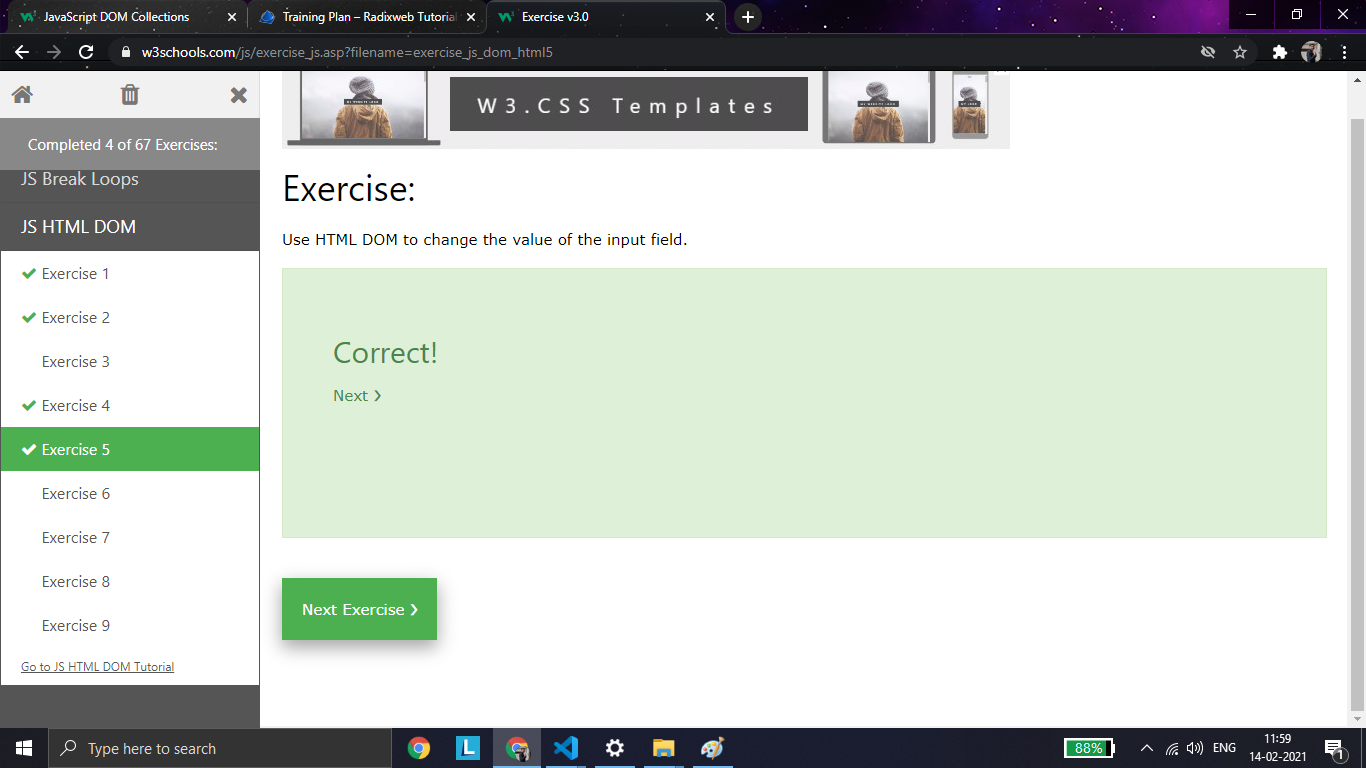 JavaScript DOM Collections
Training Plan – Radixweb Tutorial
Exercise v3.0
w3schools.com/js/exercise_js.asp?filename=exercise_js_dom_html5
Completed 4 of 67 Exercises:
JS Break Loops
JS HTML DOM
Exercise 1
Exercise 2
Exercise 3
Exercise 4
Exercise 5
Exercise 6
Exercise 7
Exercise 8
Exercise 9
Go to JS HTML DOM Tutorial
W3.CSS Templates
Exercise:
Use HTML DOM to change the value of the input field.
Correct!
Next ❯
Next Exercise ❯
Type here to search
L
88%
ENG
11:59
14-02-2021
1